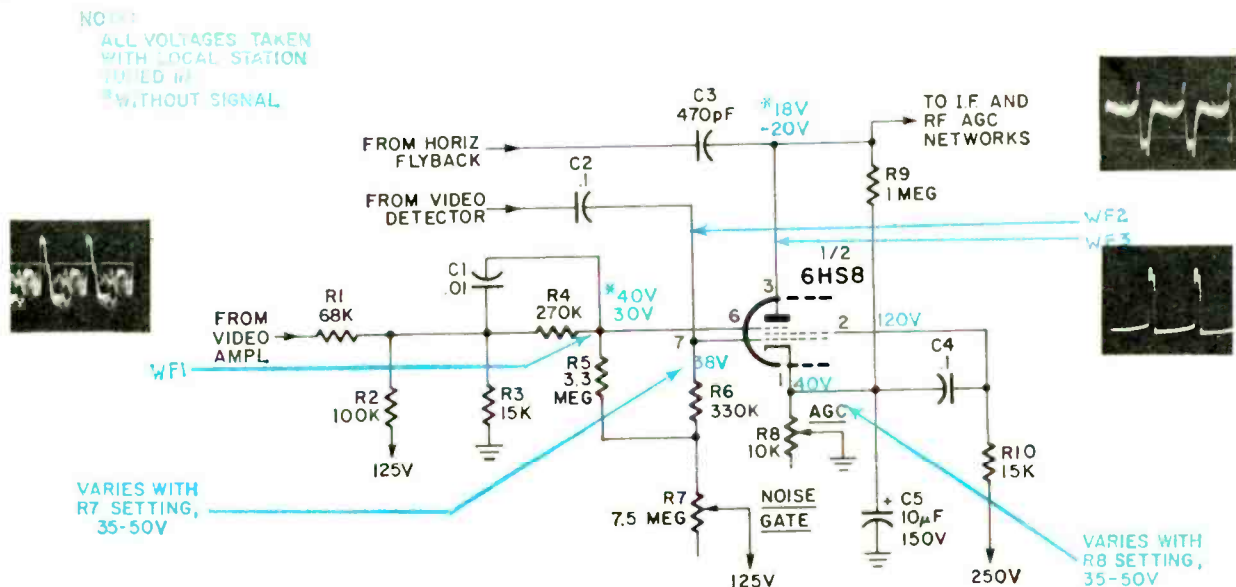 ALL VOLTAGES TAKEN
WITH LOCAL STATION
*WITHOUT SIGNAL
C3
470pF
*18V
-20V
TO I.F. AND
RF AGC
NETWORKS
FROM HORIZ
FLYBACK
C2
.1
FROM VIDEO
DETECTOR
R9
1 MEG
WF2
WF3
1/2
6HS8
C1
.01
R1
68K
R4
270K
*40V
30V
3
6
2
120V
FROM
VIDEO
AMPL.
WF1
7
38V
R5
3.3
MEG
C4
.1
1
40V
R2
100K
R3
15K
R6
330K
AGC
R8
10K
R10
15K
125V
VARIES WITH
R7 SETTING,
35-50V
R7
7.5 MEG
NOISE
GATE
+
C5
10µF
150V
125V
250V
VARIES WITH
R8 SETTING,
35-50V